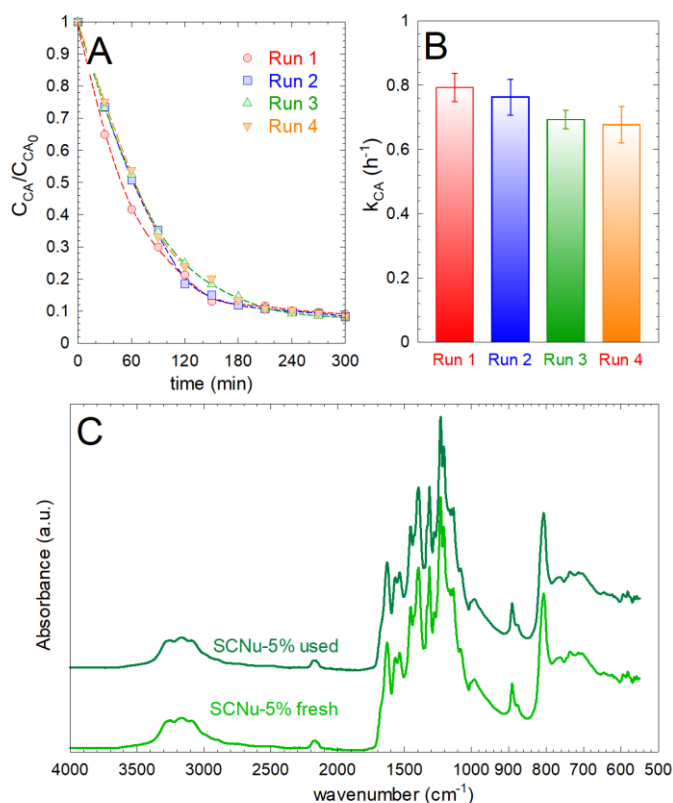 A
Run 1
Run 2
Run 3
Run 4
C_CA/C_CA0
1
0.9
0.8
0.7
0.6
0.5
0.4
0.3
0.2
0.1
0
0 60 120 180 240 300
time (min)
B
k_CA (h⁻¹)
1
0.8
0.6
0.4
0.2
0
Run 1 Run 2 Run 3 Run 4
C
Absorbance (a.u.)
SCNu-5% used
SCNu-5% fresh
4000 3500 3000 2500 2000 1500 1000 900 800 700 600 500
wavenumber (cm⁻¹)